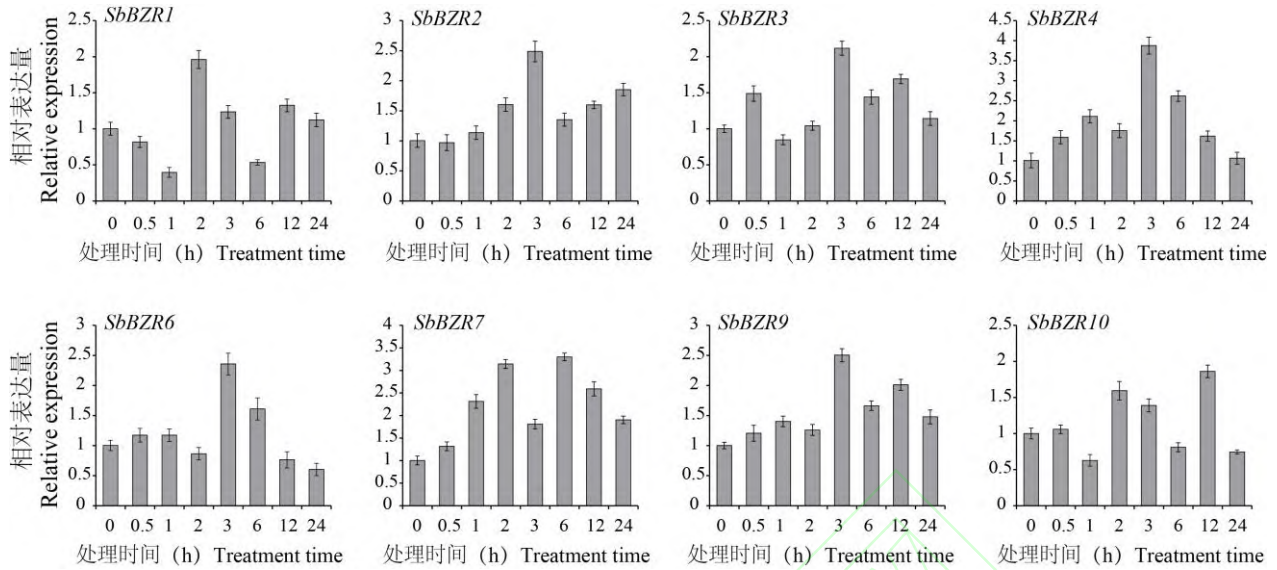 SbBZR1
相对表达量
Relative expression
2.5
2
1.5
1
0.5
0
0 0.5 1 2 3 6 12 24
处理时间 (h) Treatment time
SbBZR2
3
2.5
2
1.5
1
0.5
0
0 0.5 1 2 3 6 12 24
处理时间 (h) Treatment time
SbBZR3
2.5
2
1.5
1
0.5
0
0 0.5 1 2 3 6 12 24
处理时间 (h) Treatment time
SbBZR4
4.5
4
3.5
3
2.5
2
1.5
1
0.5
0
0 0.5 1 2 3 6 12 24
处理时间 (h) Treatment time
SbBZR6
相对表达量
Relative expression
3
2.5
2
1.5
1
0.5
0
0 0.5 1 2 3 6 12 24
处理时间 (h) Treatment time
SbBZR7
4
3.5
3
2.5
2
1.5
1
0.5
0
0 0.5 1 2 3 6 12 24
处理时间 (h) Treatment time
SbBZR9
3
2.5
2
1.5
1
0.5
0
0 0.5 1 2 3 6 12 24
处理时间 (h) Treatment time
SbBZR10
2.5
2
1.5
1
0.5
0
0 0.5 1 2 3 6 12 24
处理时间 (h) Treatment time